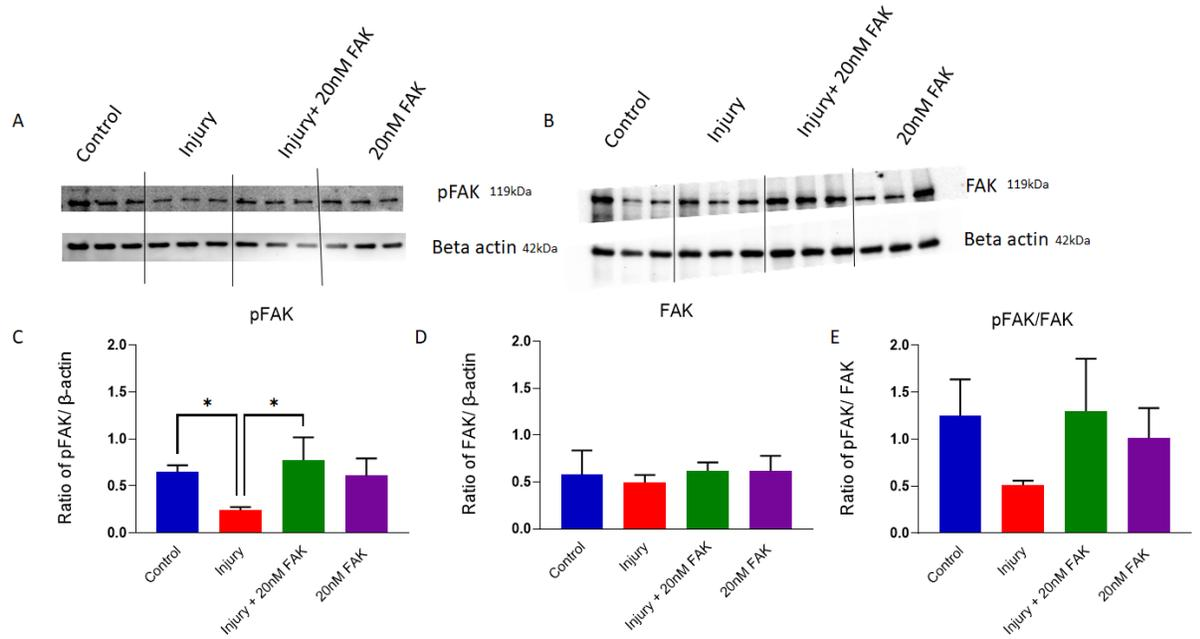 A
Control
Injury
Injury+ 20nM FAK
20nM FAK
pFAK 119kDa
Beta actin 42kDa
B
Control
Injury
Injury+ 20nM FAK
20nM FAK
FAK 119kDa
Beta actin 42kDa
C
pFAK
Ratio of pFAK/ β-actin
2.0
1.5
1.0
0.5
0.0
*
*
Control
Injury
Injury + 20nM FAK
20nM FAK
D
FAK
Ratio of FAK/ β-actin
2.0
1.5
1.0
0.5
0.0
Control
Injury
Injury + 20nM FAK
20nM FAK
E
pFAK/FAK
Ratio of pFAK/ FAK
2.0
1.5
1.0
0.5
0.0
Control
Injury
Injury + 20nM FAK
20nM FAK